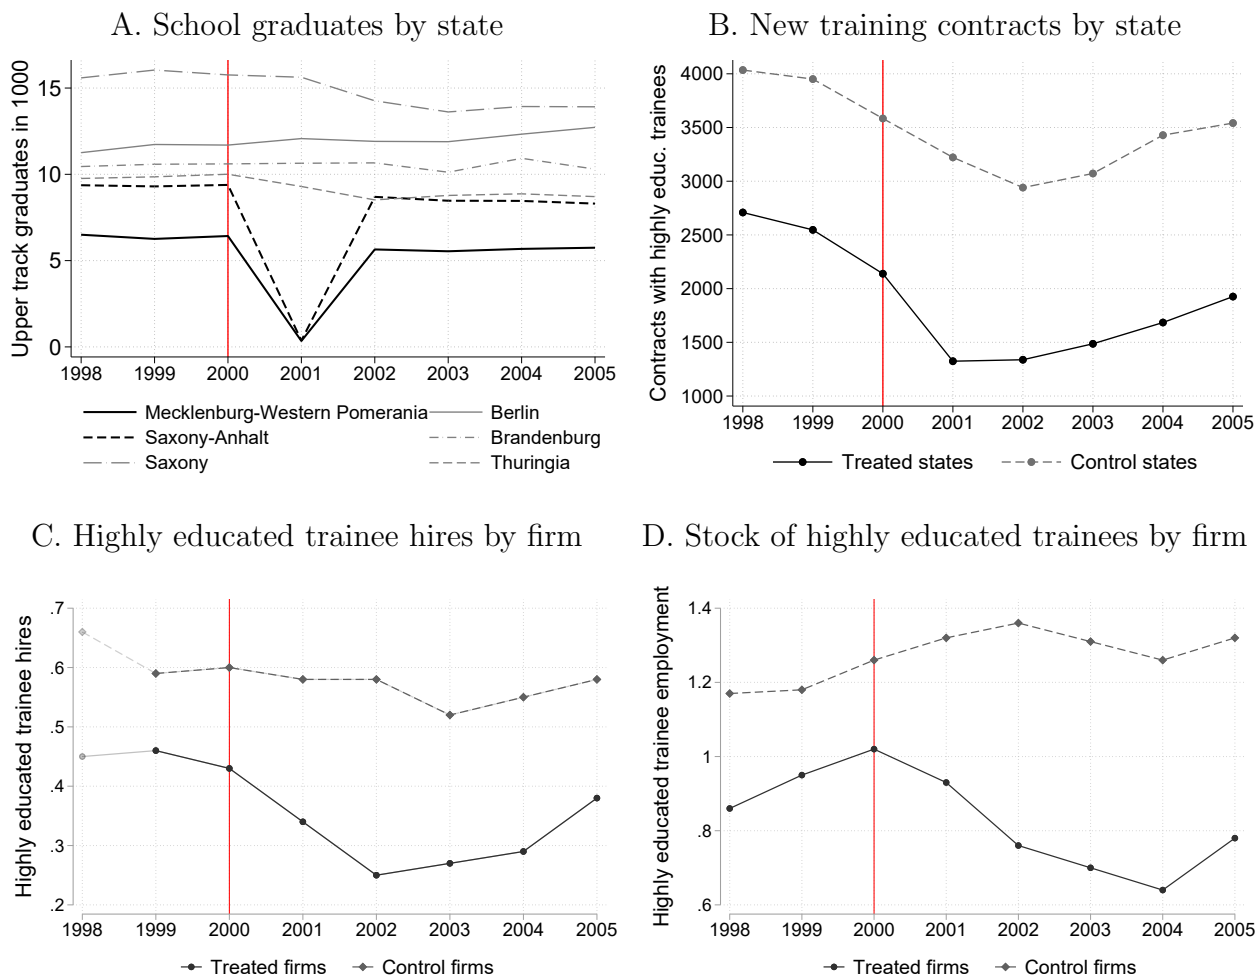 A. School graduates by state
Upper track graduates in 1000
15
10
5
0
1998 1999 2000 2001 2002 2003 2004 2005
Mecklenburg-Western Pomerania Berlin
Saxony-Anhalt Brandenburg
Saxony Thuringia
B. New training contracts by state
Contracts with highly educ. trainees
4000
3500
3000
2500
2000
1500
1000
1998 1999 2000 2001 2002 2003 2004 2005
Treated states Control states
C. Highly educated trainee hires by firm
Highly educated trainee hires
.7
.6
.5
.4
.3
.2
1998 1999 2000 2001 2002 2003 2004 2005
Treated firms Control firms
D. Stock of highly educated trainees by firm
Highly educated trainee employment
1.4
1.2
1
.8
.6
1998 1999 2000 2001 2002 2003 2004 2005
Treated firms Control firms